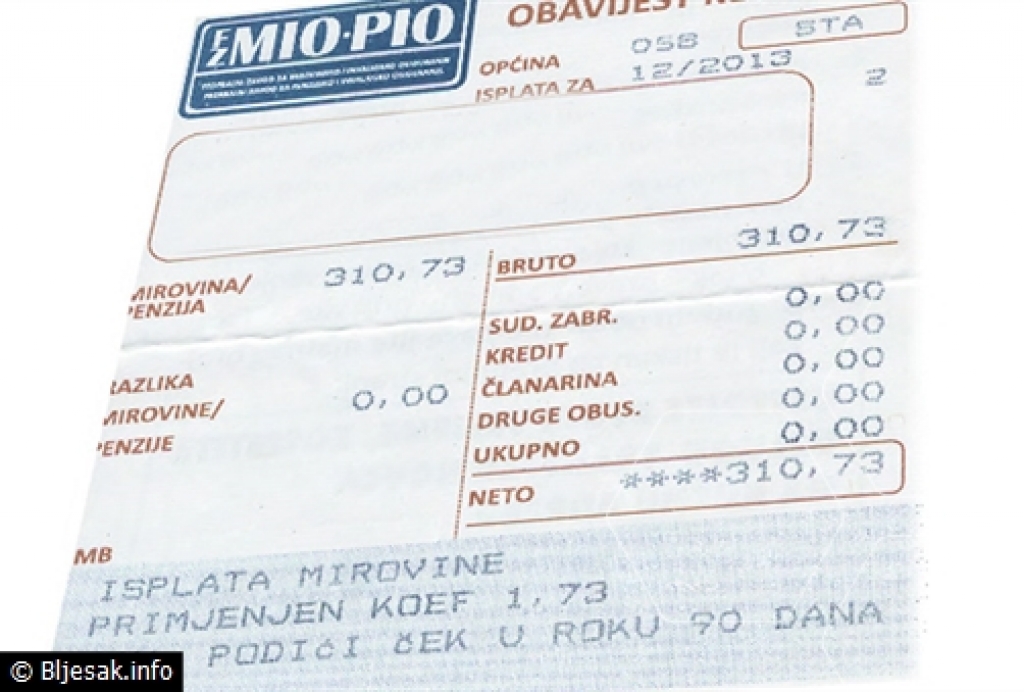 FZ MIO-PIO
OBAVIJEST
STA
OPĆINA 058
ISPLATA ZA 12/2013
2
MIROVINA/
PENZIJA 310,73
BRUTO 310,73
SUD. ZABR. 0,00
KREDIT 0,00
RAZLIKA
MIROVINE/
PENZIJE 0,00
ČLANARINA 0,00
DRUGE OBUS. 0,00
UKUPNO 0,00
NETO ****310,73
MB
ISPLATA MIROVINE
PRIMJENJEN KOEF 1,73
PODIĆI ČEK U ROKU 90 DANA
© Bljesak.info